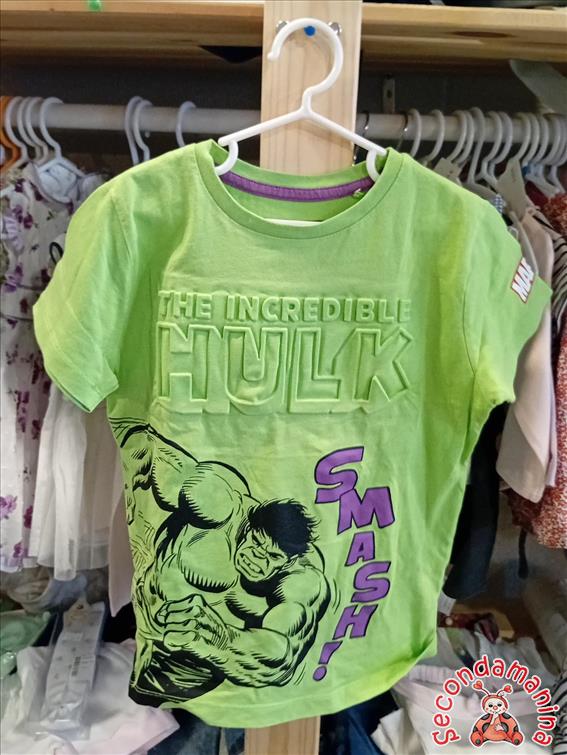 THE INCREDIBLE
HULK
SMASH!
secondamanina